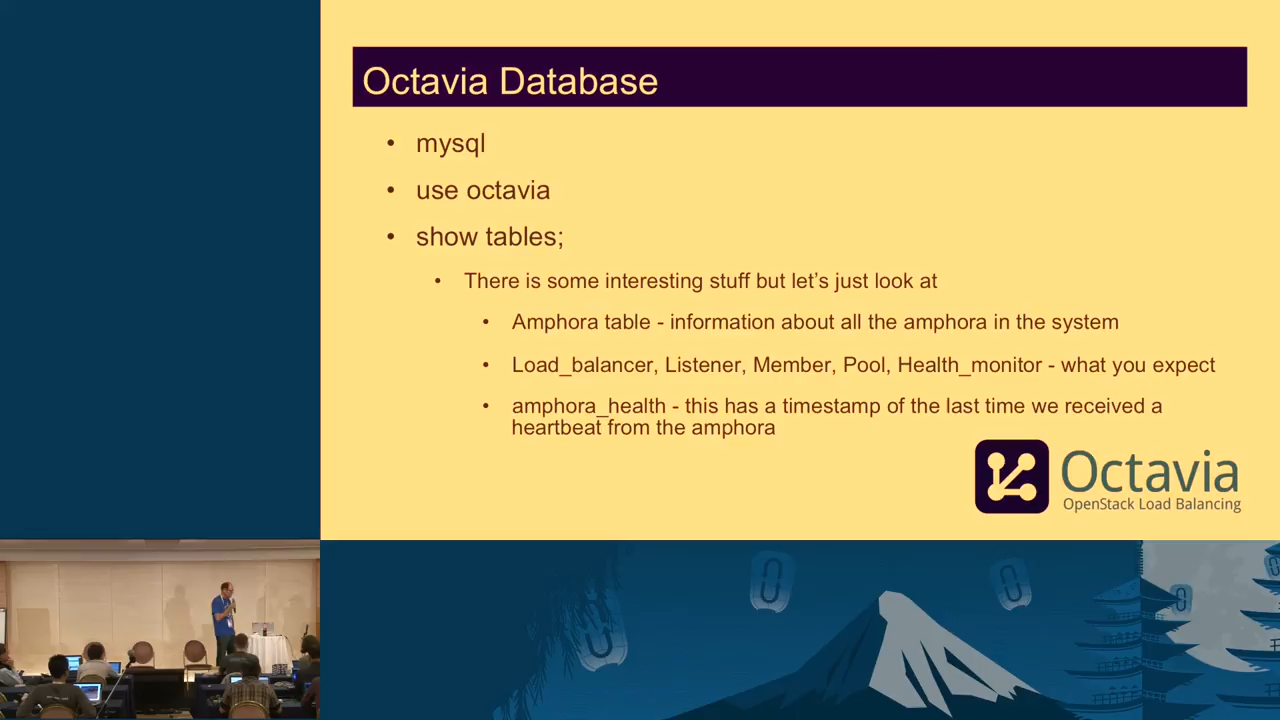 Octavia Database
• mysql
• use octavia
• show tables;
• There is some interesting stuff but let’s just look at
• Amphora table - information about all the amphora in the system
• Load_balancer, Listener, Member, Pool, Health_monitor - what you expect
• amphora_health - this has a timestamp of the last time we received a
heartbeat from the amphora
Octavia
OpenStack Load Balancing